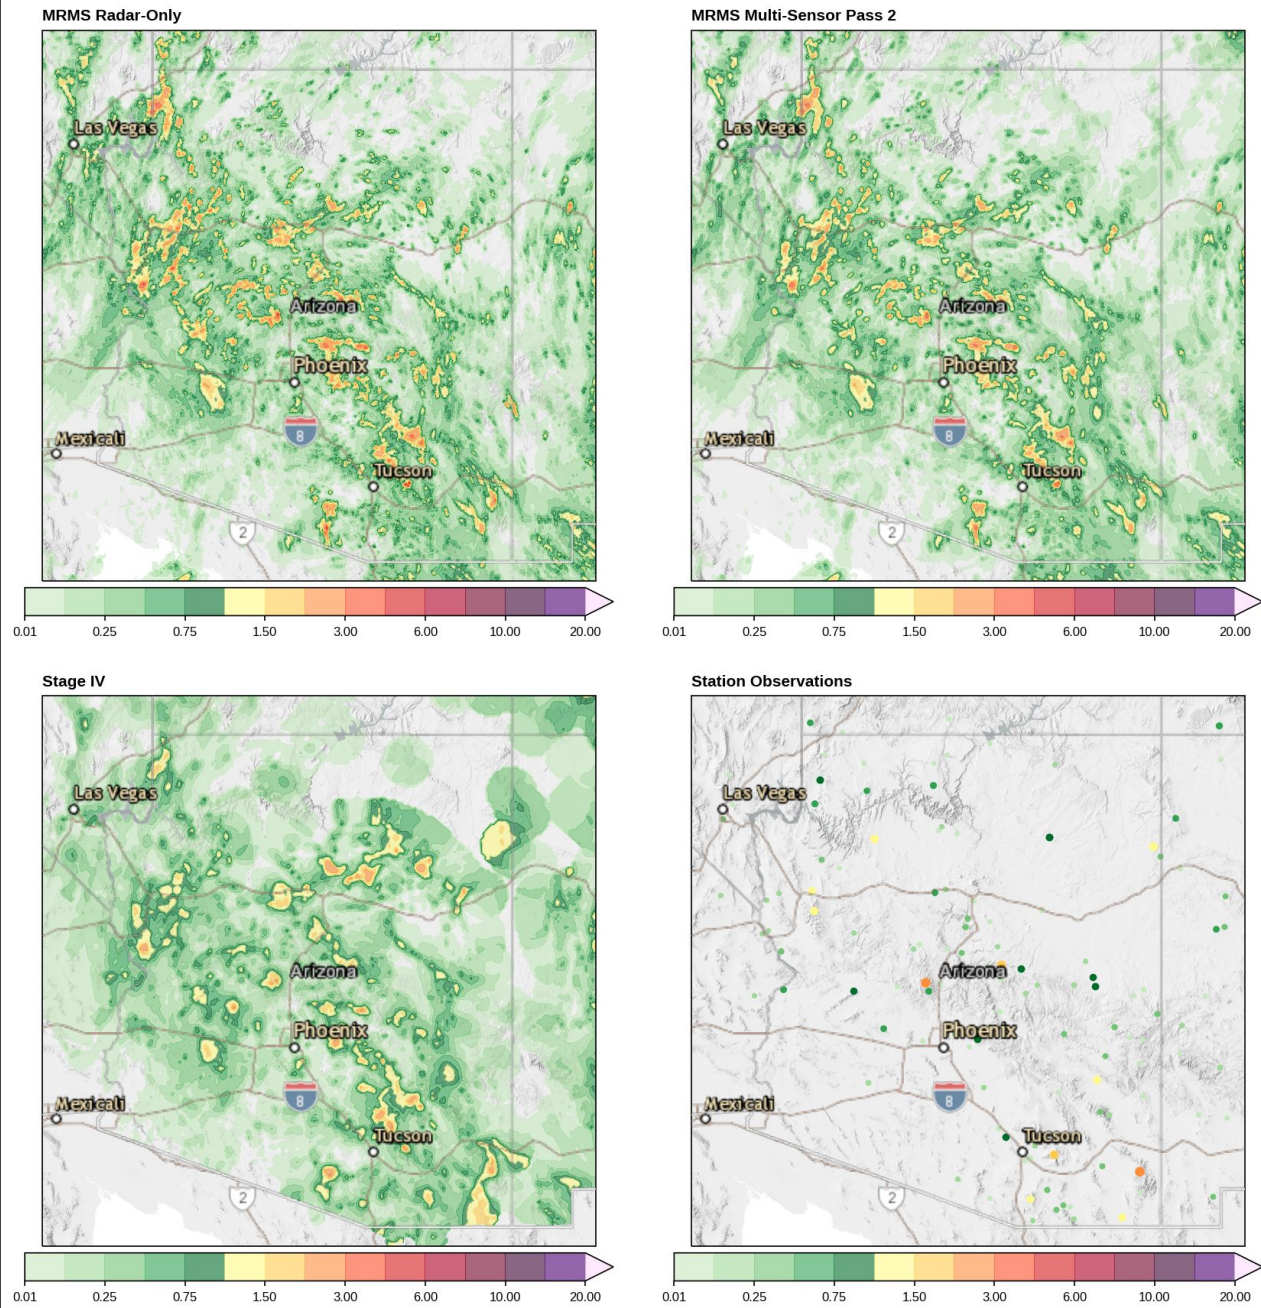 MRMS Radar-Only
Las Vegas
Arizona
Phoenix
Mexicali
8
Tucson
2
0.01 0.25 0.75 1.50 3.00 6.00 10.00 20.00
MRMS Multi-Sensor Pass 2
Las Vegas
Arizona
Phoenix
Mexicali
8
Tucson
2
0.01 0.25 0.75 1.50 3.00 6.00 10.00 20.00
Stage IV
Las Vegas
Arizona
Phoenix
Mexicali
8
Tucson
2
0.01 0.25 0.75 1.50 3.00 6.00 10.00 20.00
Station Observations
Las Vegas
Arizona
Phoenix
Mexicali
8
Tucson
2
0.01 0.25 0.75 1.50 3.00 6.00 10.00 20.00